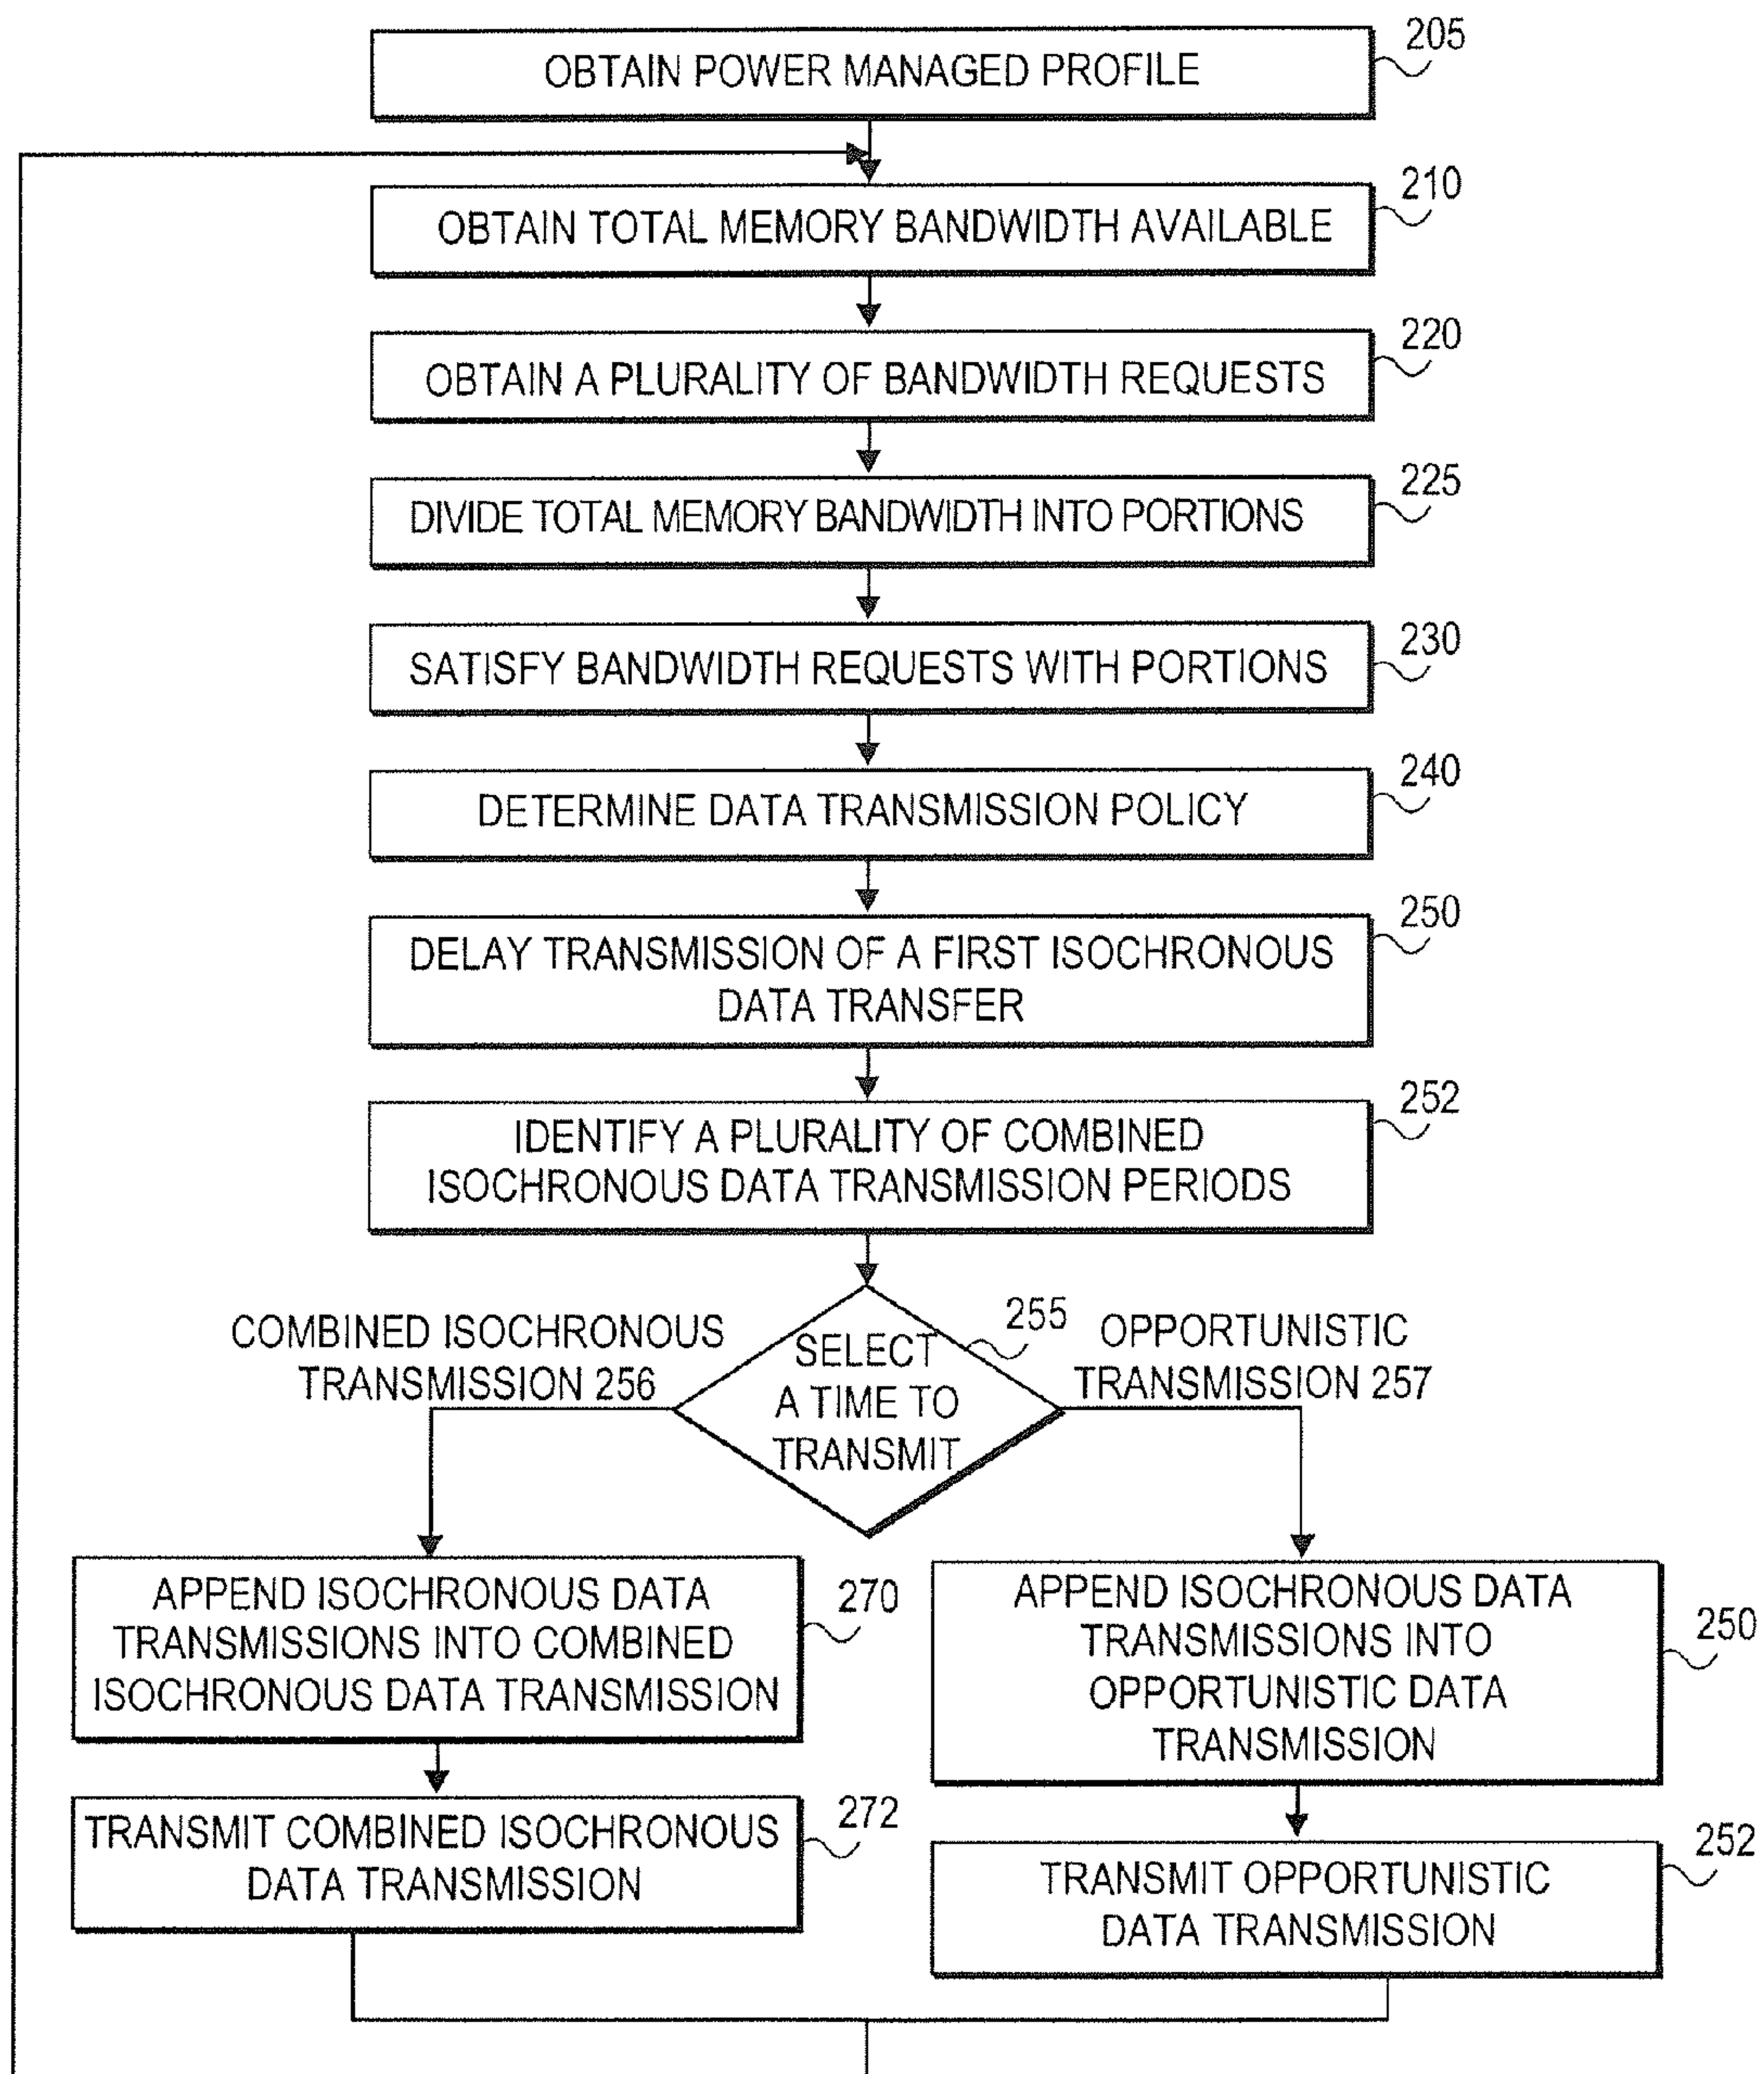 OBTAIN POWER MANAGED PROFILE
205
OBTAIN TOTAL MEMORY BANDWIDTH AVAILABLE
210
OBTAIN A PLURALITY OF BANDWIDTH REQUESTS
220
DIVIDE TOTAL MEMORY BANDWIDTH INTO PORTIONS
225
SATISFY BANDWIDTH REQUESTS WITH PORTIONS
230
DETERMINE DATA TRANSMISSION POLICY
240
DELAY TRANSMISSION OF A FIRST ISOCHRONOUS
DATA TRANSFER
250
IDENTIFY A PLURALITY OF COMBINED
ISOCHRONOUS DATA TRANSMISSION PERIODS
252
SELECT
A TIME TO
TRANSMIT
255
COMBINED ISOCHRONOUS
TRANSMISSION 256
OPPORTUNISTIC
TRANSMISSION 257
APPEND ISOCHRONOUS DATA
TRANSMISSIONS INTO COMBINED
ISOCHRONOUS DATA TRANSMISSION
270
TRANSMIT COMBINED ISOCHRONOUS
DATA TRANSMISSION
272
APPEND ISOCHRONOUS DATA
TRANSMISSIONS INTO
OPPORTUNISTIC DATA
TRANSMISSION
250
TRANSMIT OPPORTUNISTIC
DATA TRANSMISSION
252